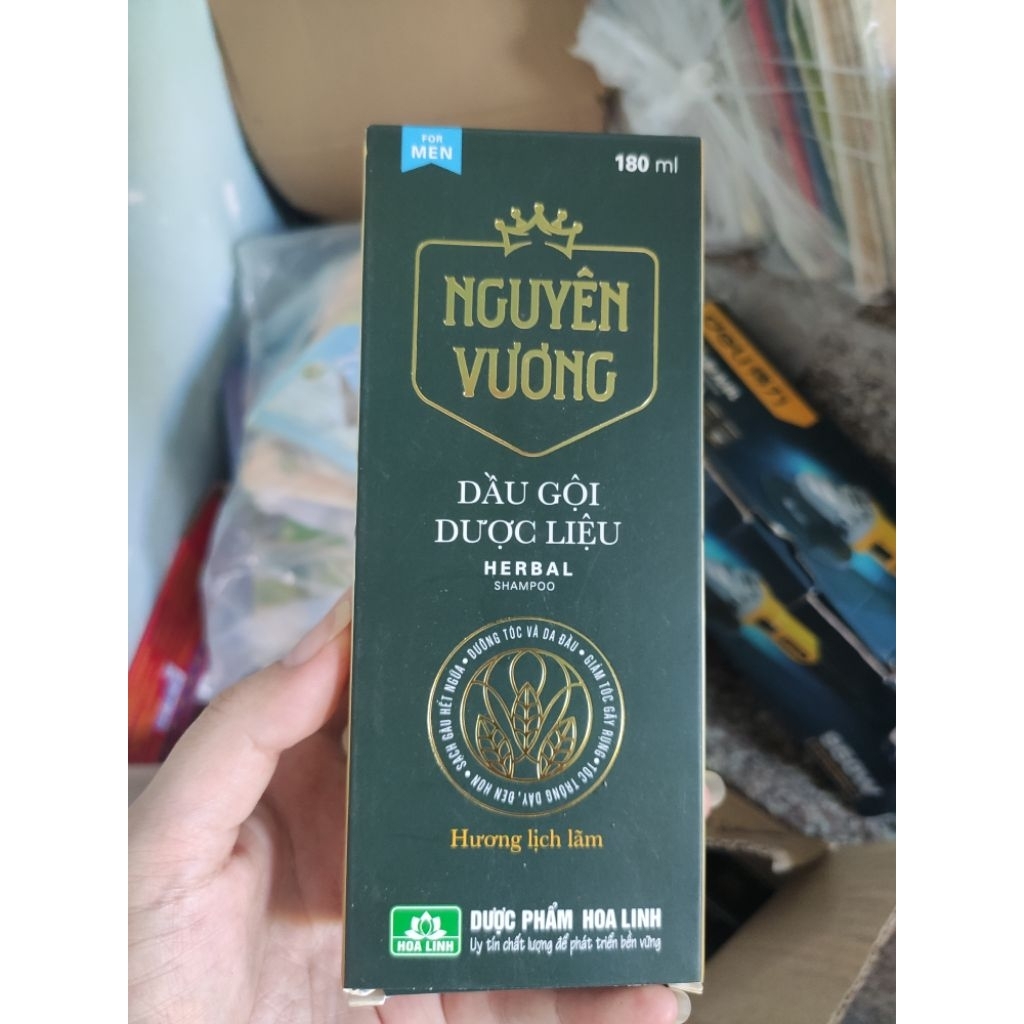 FOR
MEN
180 ml
NGUYÊN
VƯƠNG
DẦU GỘI
DƯỢC LIỆU
HERBAL
SHAMPOO
SẠCH GÀU HẾT NGỨA • DƯỠNG TÓC VÀ DA ĐẦU • GIẢM TÓC GÃY RỤNG • TÓC TRÔNG DÀY, ĐEN HƠN •
Hương lịch lãm
HOA LINH
DƯỢC PHẨM HOA LINH
Uy tín chất lượng để phát triển bền vững